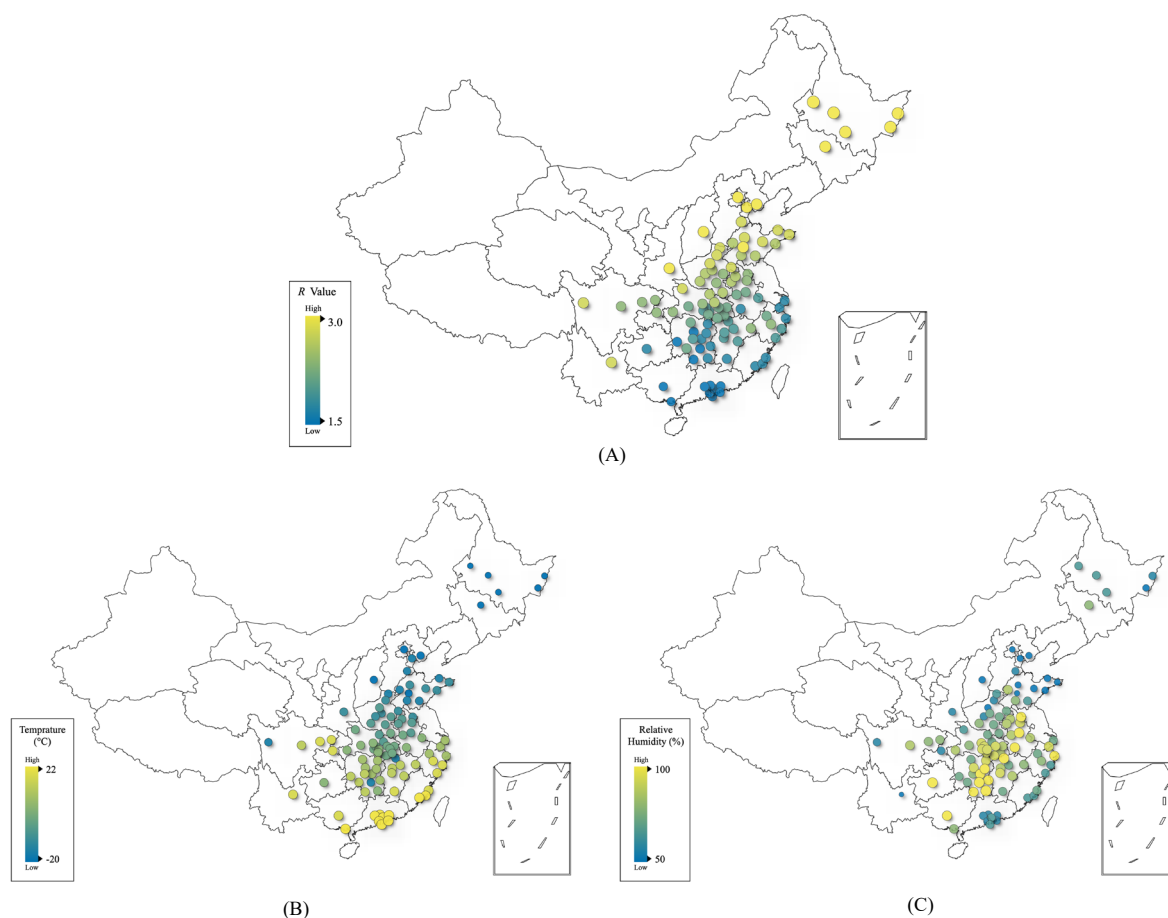 R Value
High
3.0
1.5
Low
(A)
Temprature
(°C)
High
22
-20
Low
(B)
Relative
Humidity (%)
High
100
50
Low
(C)